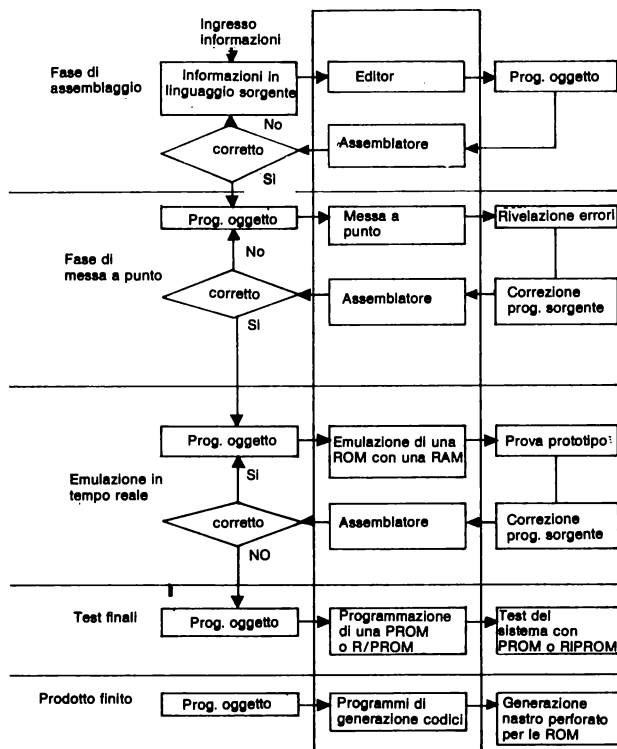 Ingresso
informazioni
Fase di
assemblaggio
Informazioni in
linguaggio sorgente
Editor
Prog. oggetto
No
corretto
Assemblatore
Si
Prog. oggetto
Messa a
punto
Rivelazione errori
No
Fase di
messa a punto
corretto
Assemblatore
Correzione
prog. sorgente
Si
Prog. oggetto
Emulazione di una
ROM con una RAM
Prova prototipo
Si
Emulazione in
tempo reale
corretto
Assemblatore
Correzione
prog. sorgente
NO
Test finali
Prog. oggetto
Programmazione
di una PROM
o R/PROM
Test del
sistema con
PROM o RIPROM
Prodotto finito
Prog. oggetto
Programmi di
generazione codici
Generazione
nastro perforato
per le ROM